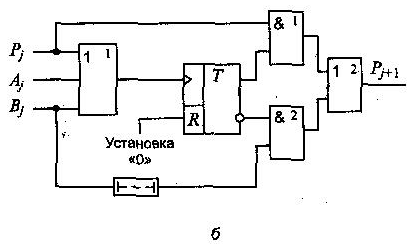 & 1
P_j
1 1
T
1 2
P_{j+1}
A_j
B_j
R
& 2
Установка
«0»
б